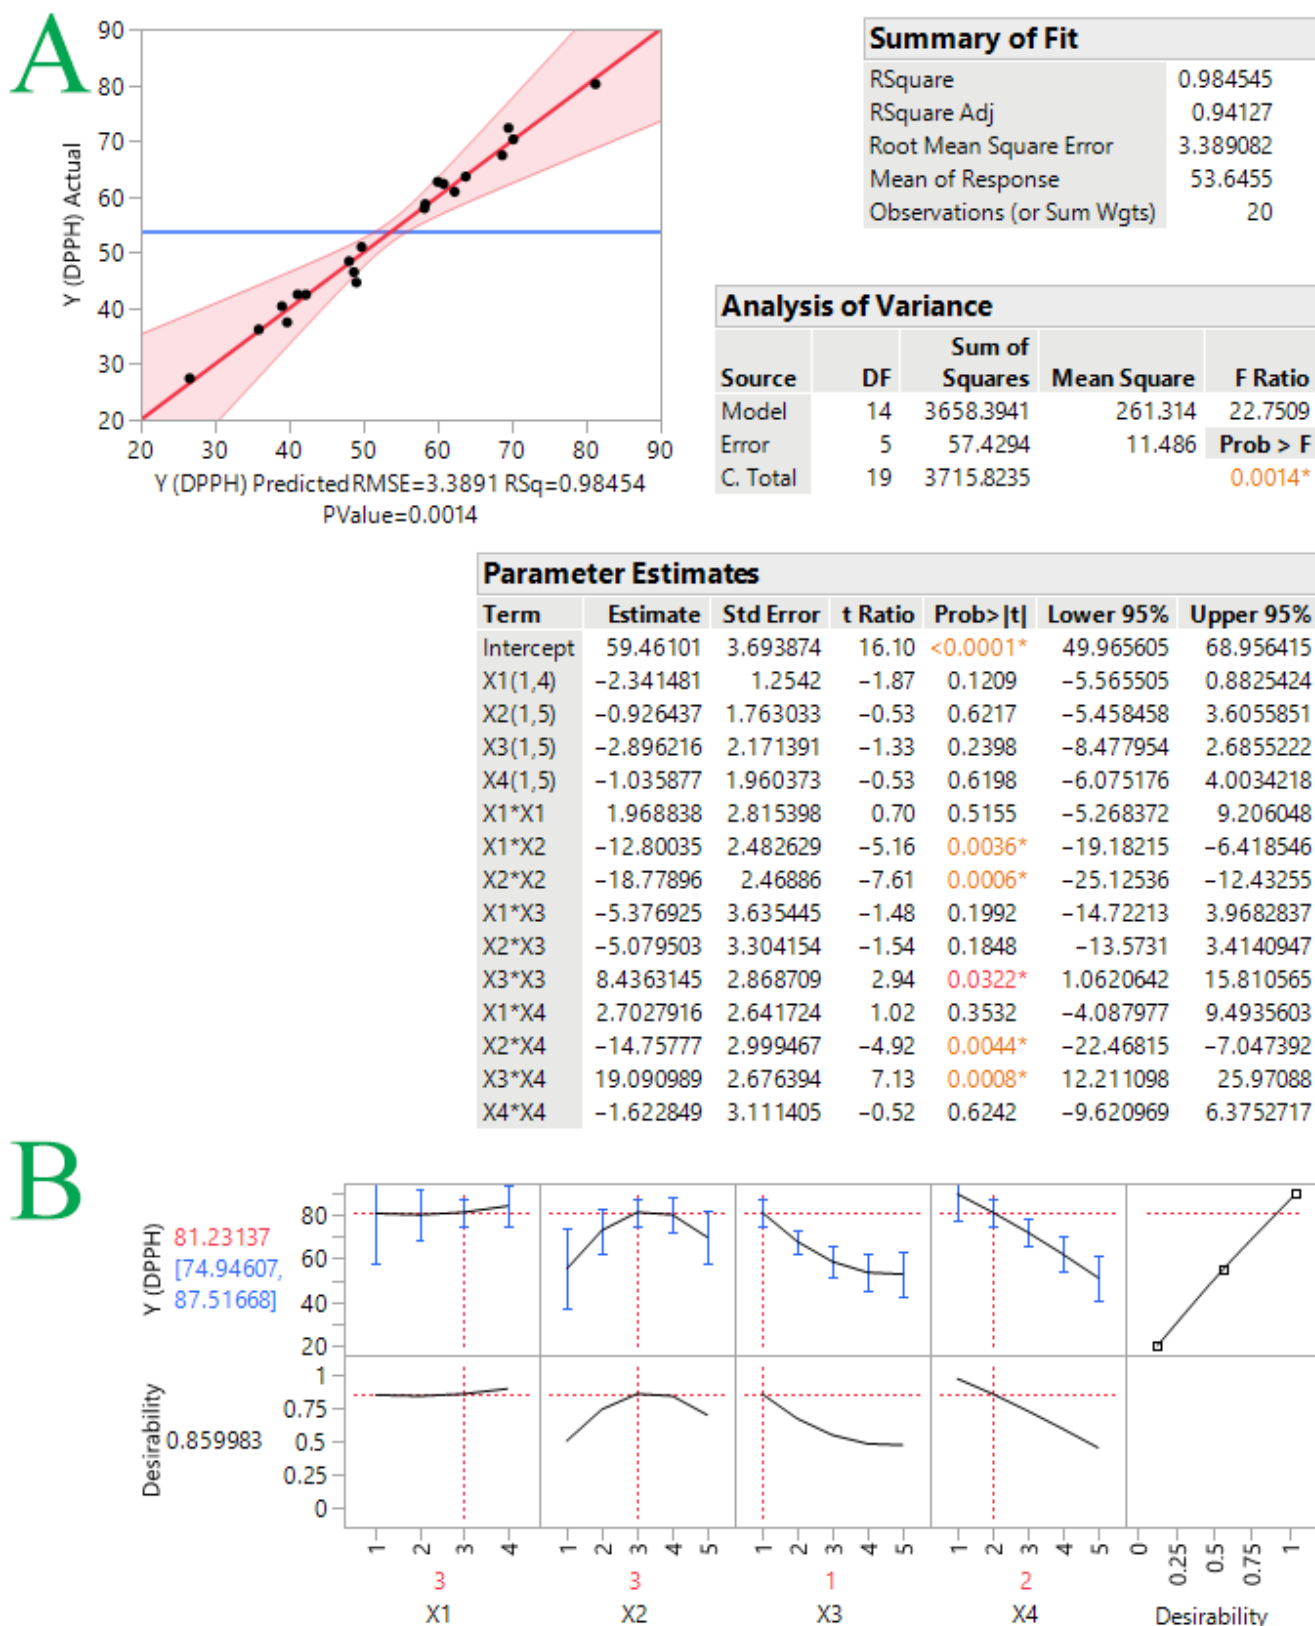 A
90
80
70
60
50
40
30
20
Y (DPPH) Actual
20 30 40 50 60 70 80 90
Y (DPPH) Predicted RMSE=3.3891 RSq=0.98454
PValue=0.0014
Summary of Fit
RSquare 0.984545
RSquare Adj 0.94127
Root Mean Square Error 3.389082
Mean of Response 53.6455
Observations (or Sum Wgts) 20
Analysis of Variance
Sum of
Source DF Squares Mean Square F Ratio
Model 14 3658.3941 261.314 22.7509
Error 5 57.4294 11.486 Prob > F
C. Total 19 3715.8235 0.0014*
Parameter Estimates
Term Estimate Std Error t Ratio Prob>|t| Lower 95% Upper 95%
Intercept 59.46101 3.693874 16.10 <0.0001* 49.965605 68.956415
X1(1,4) −2.341481 1.2542 −1.87 0.1209 −5.565505 0.8825424
X2(1,5) −0.926437 1.763033 −0.53 0.6217 −5.458458 3.6055851
X3(1,5) −2.896216 2.171391 −1.33 0.2398 −8.477954 2.6855222
X4(1,5) −1.035877 1.960373 −0.53 0.6198 −6.075176 4.0034218
X1*X1 1.968838 2.815398 0.70 0.5155 −5.268372 9.206048
X1*X2 −12.80035 2.482629 −5.16 0.0036* −19.18215 −6.418546
X2*X2 −18.77896 2.46886 −7.61 0.0006* −25.12536 −12.43255
X1*X3 −5.376925 3.635445 −1.48 0.1992 −14.72213 3.9682837
X2*X3 −5.079503 3.304154 −1.54 0.1848 −13.5731 3.4140947
X3*X3 8.4363145 2.868709 2.94 0.0322* 1.0620642 15.810565
X1*X4 2.7027916 2.641724 1.02 0.3532 −4.087977 9.4935603
X2*X4 −14.75777 2.999467 −4.92 0.0044* −22.46815 −7.047392
X3*X4 19.090989 2.676394 7.13 0.0008* 12.211098 25.97088
X4*X4 −1.622849 3.111405 −0.52 0.6242 −9.620969 6.3752717
B
Y (DPPH)
81.23137
[74.94607,
87.51668]
80
60
40
20
Desirability
0.859983
1
0.75
0.5
0.25
0
1 2 3 4 1 2 3 4 5 1 2 3 4 5 1 2 3 4 5 0 0.25 0.5 0.75 1
3 3 1 2
X1 X2 X3 X4 Desirability